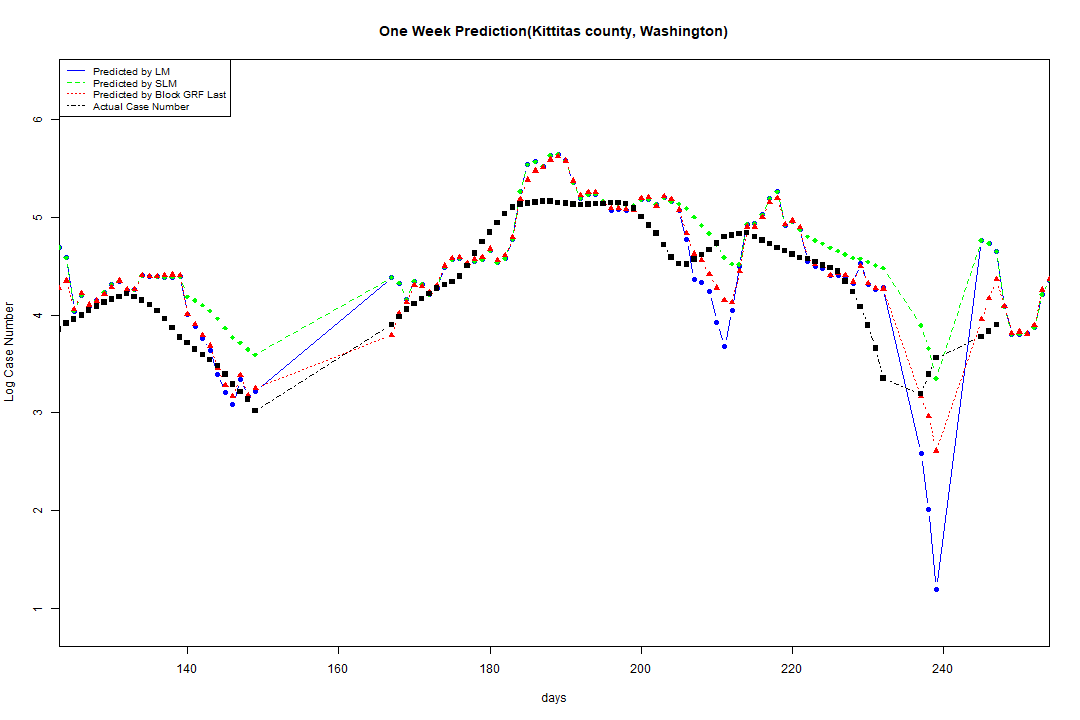 One Week Prediction(Kittitas county, Washington)
Predicted by LM
Predicted by SLM
Predicted by Block GRF Last
Actual Case Number
Log Case Number
6
5
4
3
2
1
140 160 180 200 220 240
days